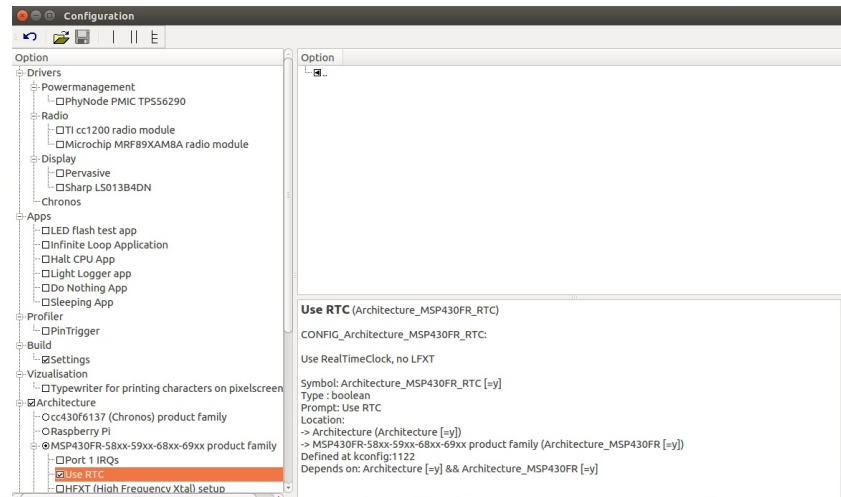 Configuration
Option
Drivers
Powermanagement
PhyNode PMIC TPS56290
Radio
TI cc1200 radio module
Microchip MRF89XAM8A radio module
Display
Pervasive
Sharp LS013B4DN
Chronos
Apps
LED flash test app
Infinite Loop Application
Halt CPU App
Light Logger app
Do Nothing App
Sleeping App
Profiler
PinTrigger
Build
Settings
Vizualisation
Typewriter for printing characters on pixelscreen
Architecture
cc430f6137 (Chronos) product family
Raspberry Pi
MSP430FR-58xx-59xx-68xx-69xx product family
Port 1 IRQs
Use RTC
HFXT (High Frequency Xtal) setup
Option
..
Use RTC (Architecture_MSP430FR_RTC)
CONFIG_Architecture_MSP430FR_RTC:
Use RealTimeClock, no LFXT
Symbol: Architecture_MSP430FR_RTC [=y]
Type : boolean
Prompt: Use RTC
Location:
-> Architecture (Architecture [=y])
-> MSP430FR-58xx-59xx-68xx-69xx product family (Architecture_MSP430FR [=y])
Defined at kconfig:1122
Depends on: Architecture [=y] && Architecture_MSP430FR [=y]